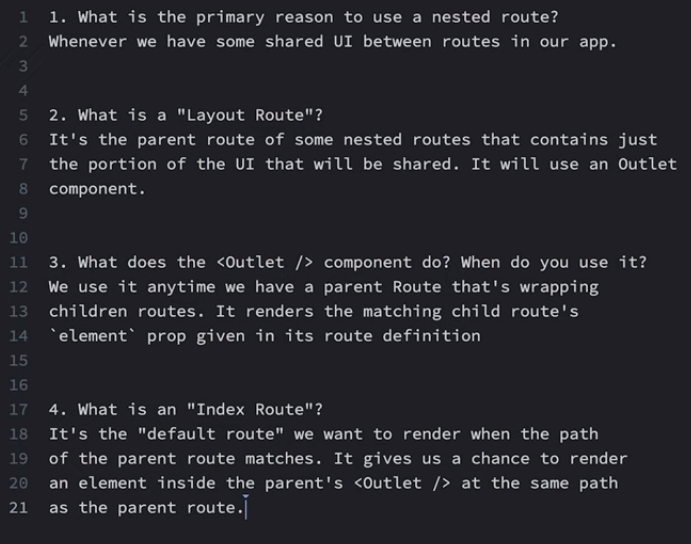 1 1. What is the primary reason to use a nested route?
2 Whenever we have some shared UI between routes in our app.
3
4
5 2. What is a "Layout Route"?
6 It's the parent route of some nested routes that contains just
7 the portion of the UI that will be shared. It will use an Outlet
8 component.
9
10
11 3. What does the <Outlet /> component do? When do you use it?
12 We use it anytime we have a parent Route that's wrapping
13 children routes. It renders the matching child route's
14 `element` prop given in its route definition
15
16
17 4. What is an "Index Route"?
18 It's the "default route" we want to render when the path
19 of the parent route matches. It gives us a chance to render
20 an element inside the parent's <Outlet /> at the same path
21 as the parent route.